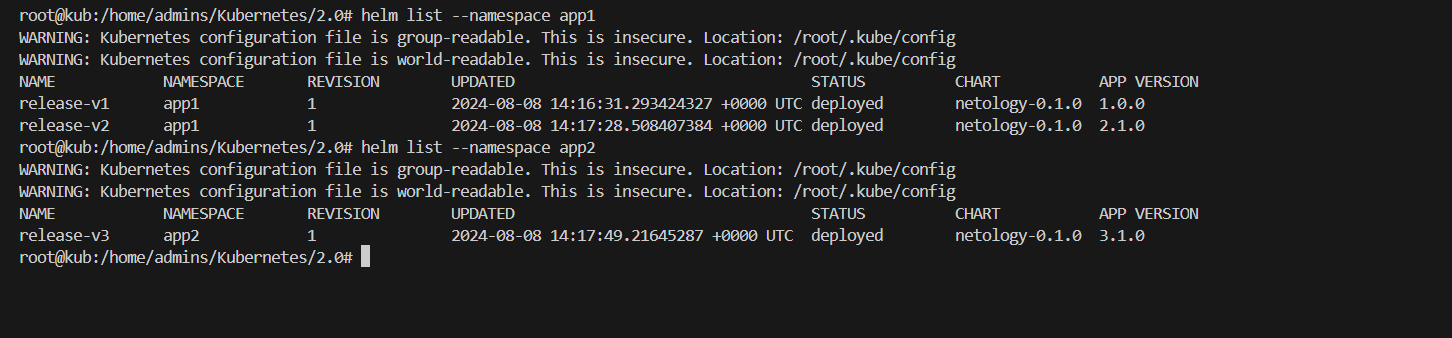 root@kub:/home/admins/Kubernetes/2.0# helm list --namespace app1
WARNING: Kubernetes configuration file is group-readable. This is insecure. Location: /root/.kube/config
WARNING: Kubernetes configuration file is world-readable. This is insecure. Location: /root/.kube/config
NAME NAMESPACE REVISION UPDATED STATUS CHART APP VERSION
release-v1 app1 1 2024-08-08 14:16:31.293424327 +0000 UTC deployed netology-0.1.0 1.0.0
release-v2 app1 1 2024-08-08 14:17:28.508407384 +0000 UTC deployed netology-0.1.0 2.1.0
root@kub:/home/admins/Kubernetes/2.0# helm list --namespace app2
WARNING: Kubernetes configuration file is group-readable. This is insecure. Location: /root/.kube/config
WARNING: Kubernetes configuration file is world-readable. This is insecure. Location: /root/.kube/config
NAME NAMESPACE REVISION UPDATED STATUS CHART APP VERSION
release-v3 app2 1 2024-08-08 14:17:49.21645287 +0000 UTC deployed netology-0.1.0 3.1.0
root@kub:/home/admins/Kubernetes/2.0#